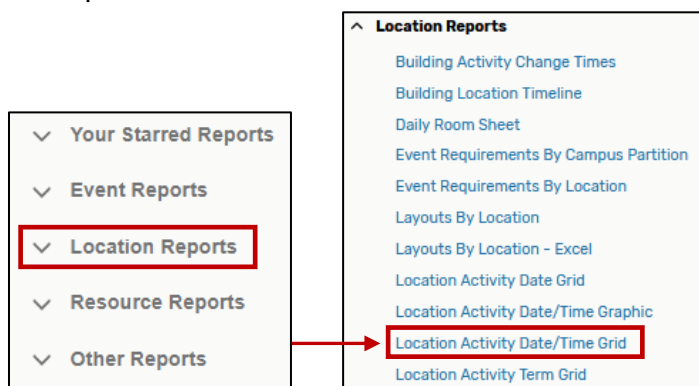 Your Starred Reports
Event Reports
Location Reports
Resource Reports
Other Reports
Location Reports
Building Activity Change Times
Building Location Timeline
Daily Room Sheet
Event Requirements By Campus Partition
Event Requirements By Location
Layouts By Location
Layouts By Location - Excel
Location Activity Date Grid
Location Activity Date/Time Graphic
Location Activity Date/Time Grid
Location Activity Term Grid